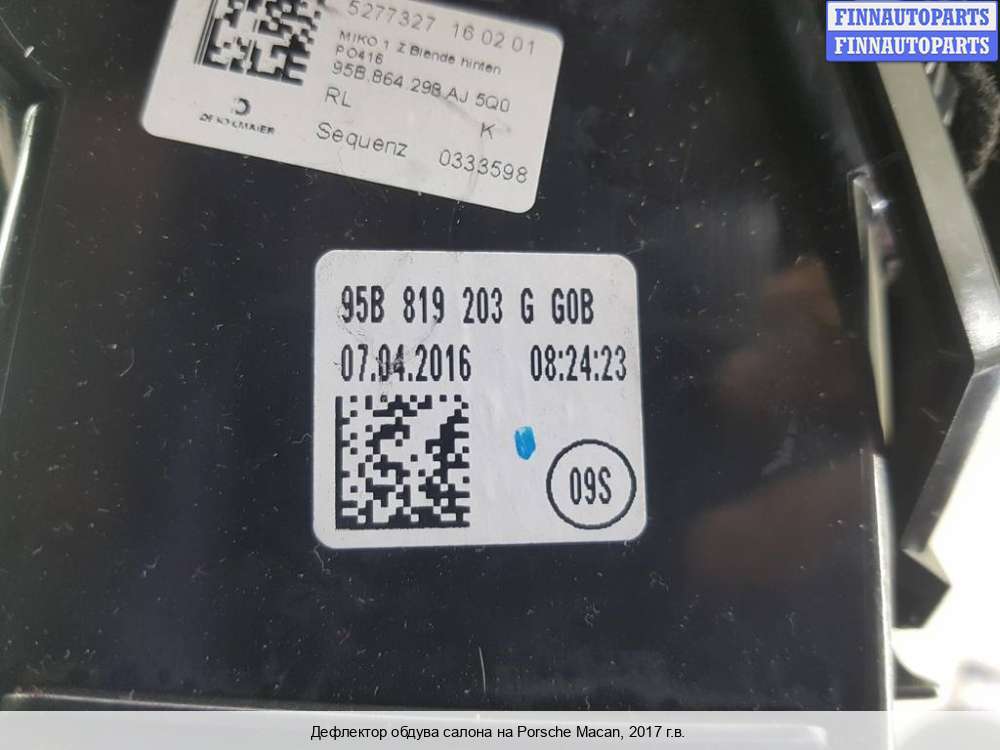 FINNAUTOPARTS
FINNAUTOPARTS
5277327 16 02 01
MIKO 1 Z Blende hinten
PO416
95B.864.298.AJ 5Q0
RL K
Sequenz 0333598
95B 819 203 G G0B
07.04.2016 08:24:23
09S
Дефлектор обдува салона на Porsche Macan, 2017 г.в.